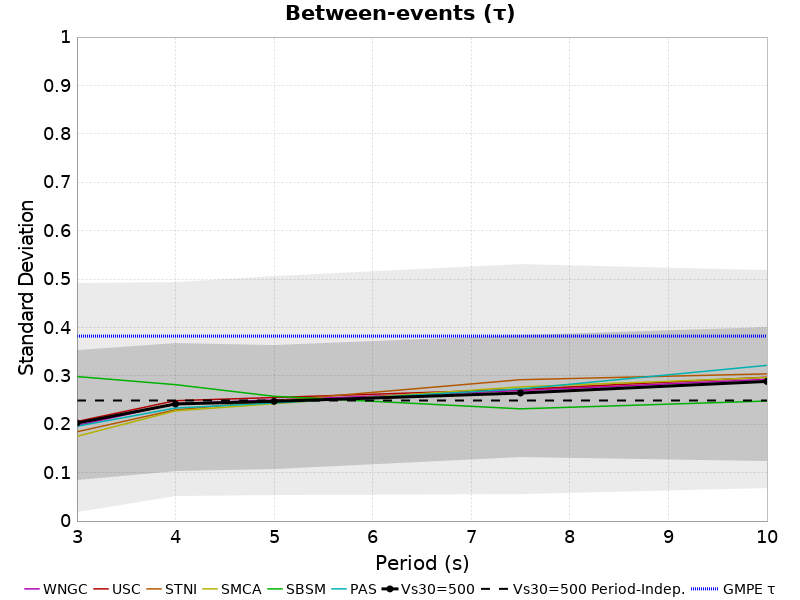 Between-events (τ)
Standard Deviation
1
0.9
0.8
0.7
0.6
0.5
0.4
0.3
0.2
0.1
0
3 4 5 6 7 8 9 10
Period (s)
WNGC USC STNI SMCA SBSM PAS Vs30=500 Vs30=500 Period-Indep. GMPE τ